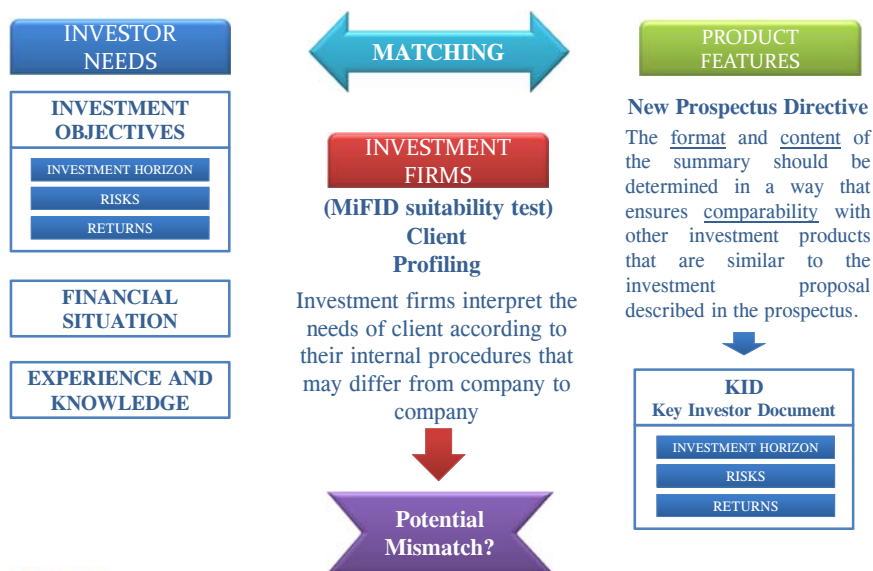 INVESTOR
NEEDS
INVESTMENT
OBJECTIVES
INVESTMENT HORIZON
RISKS
RETURNS
FINANCIAL
SITUATION
EXPERIENCE AND
KNOWLEDGE
MATCHING
INVESTMENT
FIRMS
(MiFID suitability test)
Client
Profiling
Investment firms interpret the
needs of client according to
their internal procedures that
may differ from company to
company
Potential
Mismatch?
PRODUCT
FEATURES
New Prospectus Directive
The format and content of
the summary should be
determined in a way that
ensures comparability with
other investment products
that are similar to the
investment proposal
described in the prospectus.
KID
Key Investor Document
INVESTMENT HORIZON
RISKS
RETURNS